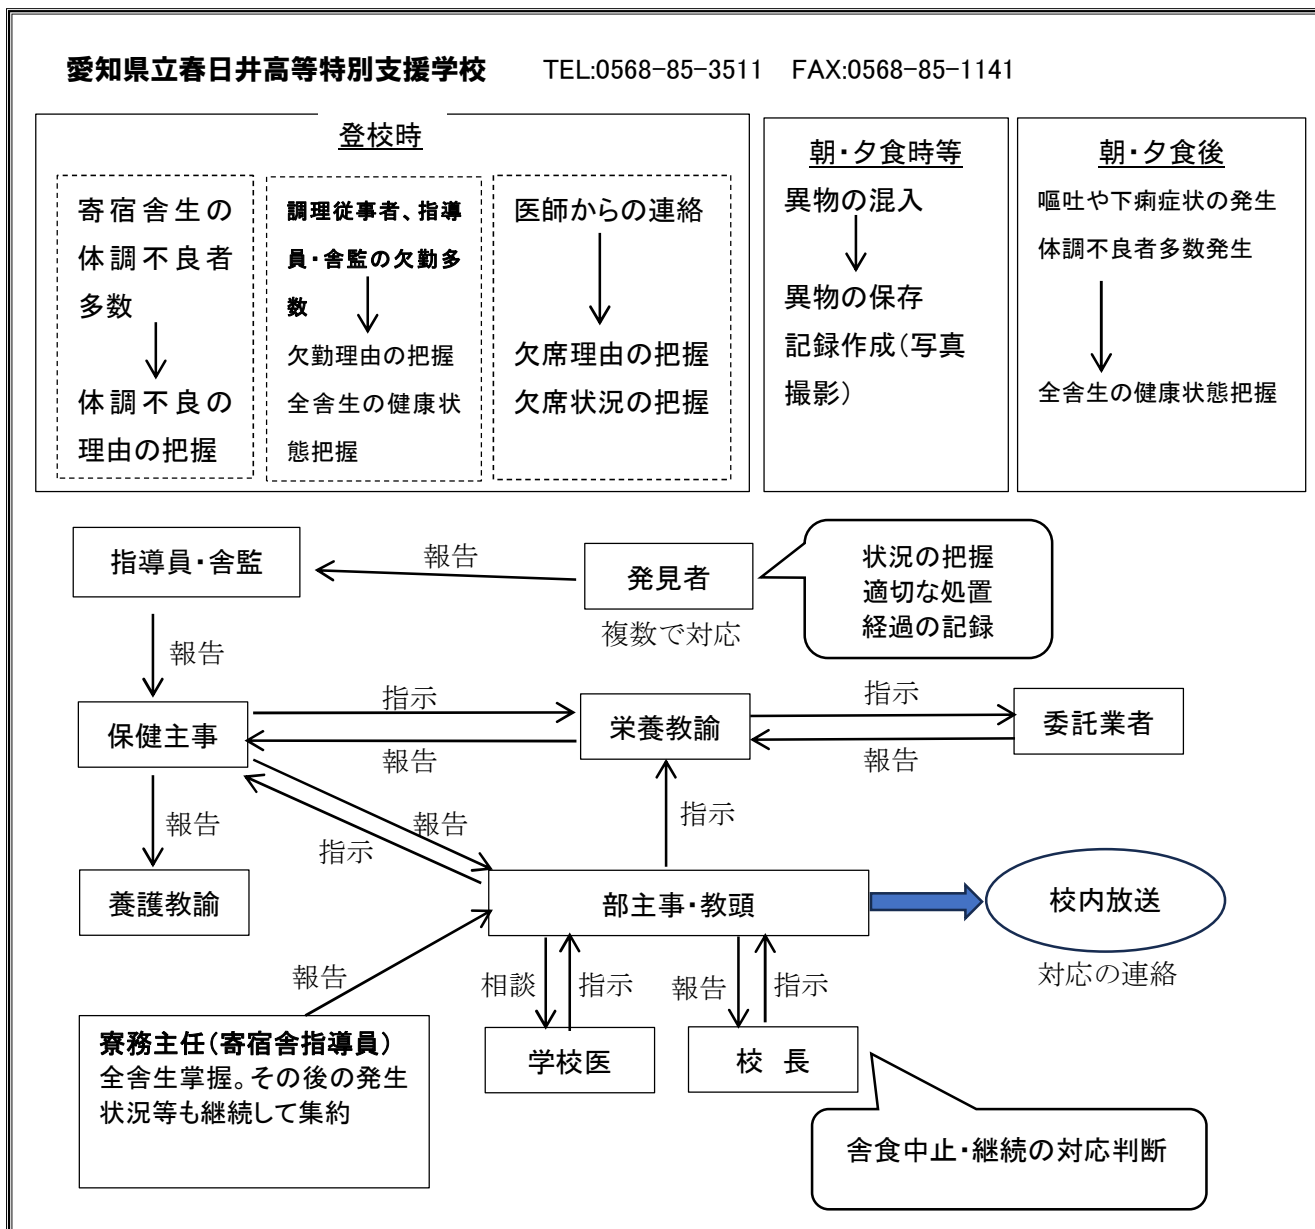 愛知県立春日井高等特別支援学校 TEL:0568-85-3511 FAX:0568-85-1141
登校時
寄宿舎生の
体調不良者
多数
体調不良の
理由の把握
調理従事者、指導
員・舎監の欠勤多
数
欠勤理由の把握
全舎生の健康状
態把握
医師からの連絡
欠席理由の把握
欠席状況の把握
朝・夕食時等
異物の混入
異物の保存
記録作成(写真
撮影)
朝・夕食後
嘔吐や下痢症状の発生
体調不良者多数発生
全舎生の健康状態把握
指導員・舎監
報告
発見者
複数で対応
状況の把握
適切な処置
経過の記録
報告
保健主事
指示
報告
栄養教諭
指示
報告
委託業者
報告
報告
指示
指示
養護教諭
部主事・教頭
校内放送
対応の連絡
報告
相談
指示
報告
指示
寮務主任(寄宿舎指導員)
全舎生掌握。その後の発生
状況等も継続して集約
学校医
校 長
舎食中止・継続の対応判断